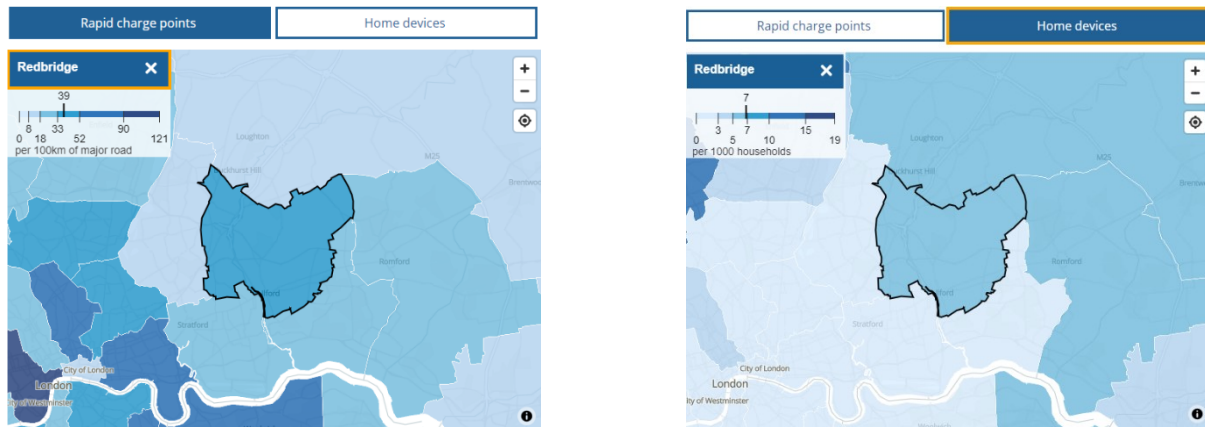 Rapid charge points
Home devices
Redbridge
39
8 33 90
0 18 52 121
per 100km of major road
Loughton
Buckhurst Hill
M25
Romford
Stratford
City of London
London
City of Westminster
Rapid charge points
Home devices
Redbridge
7
3 7 15
0 5 10 19
per 1000 households
Loughton
Buckhurst Hill
M25
Romford
Stratford
City of London
London
City of Westminster